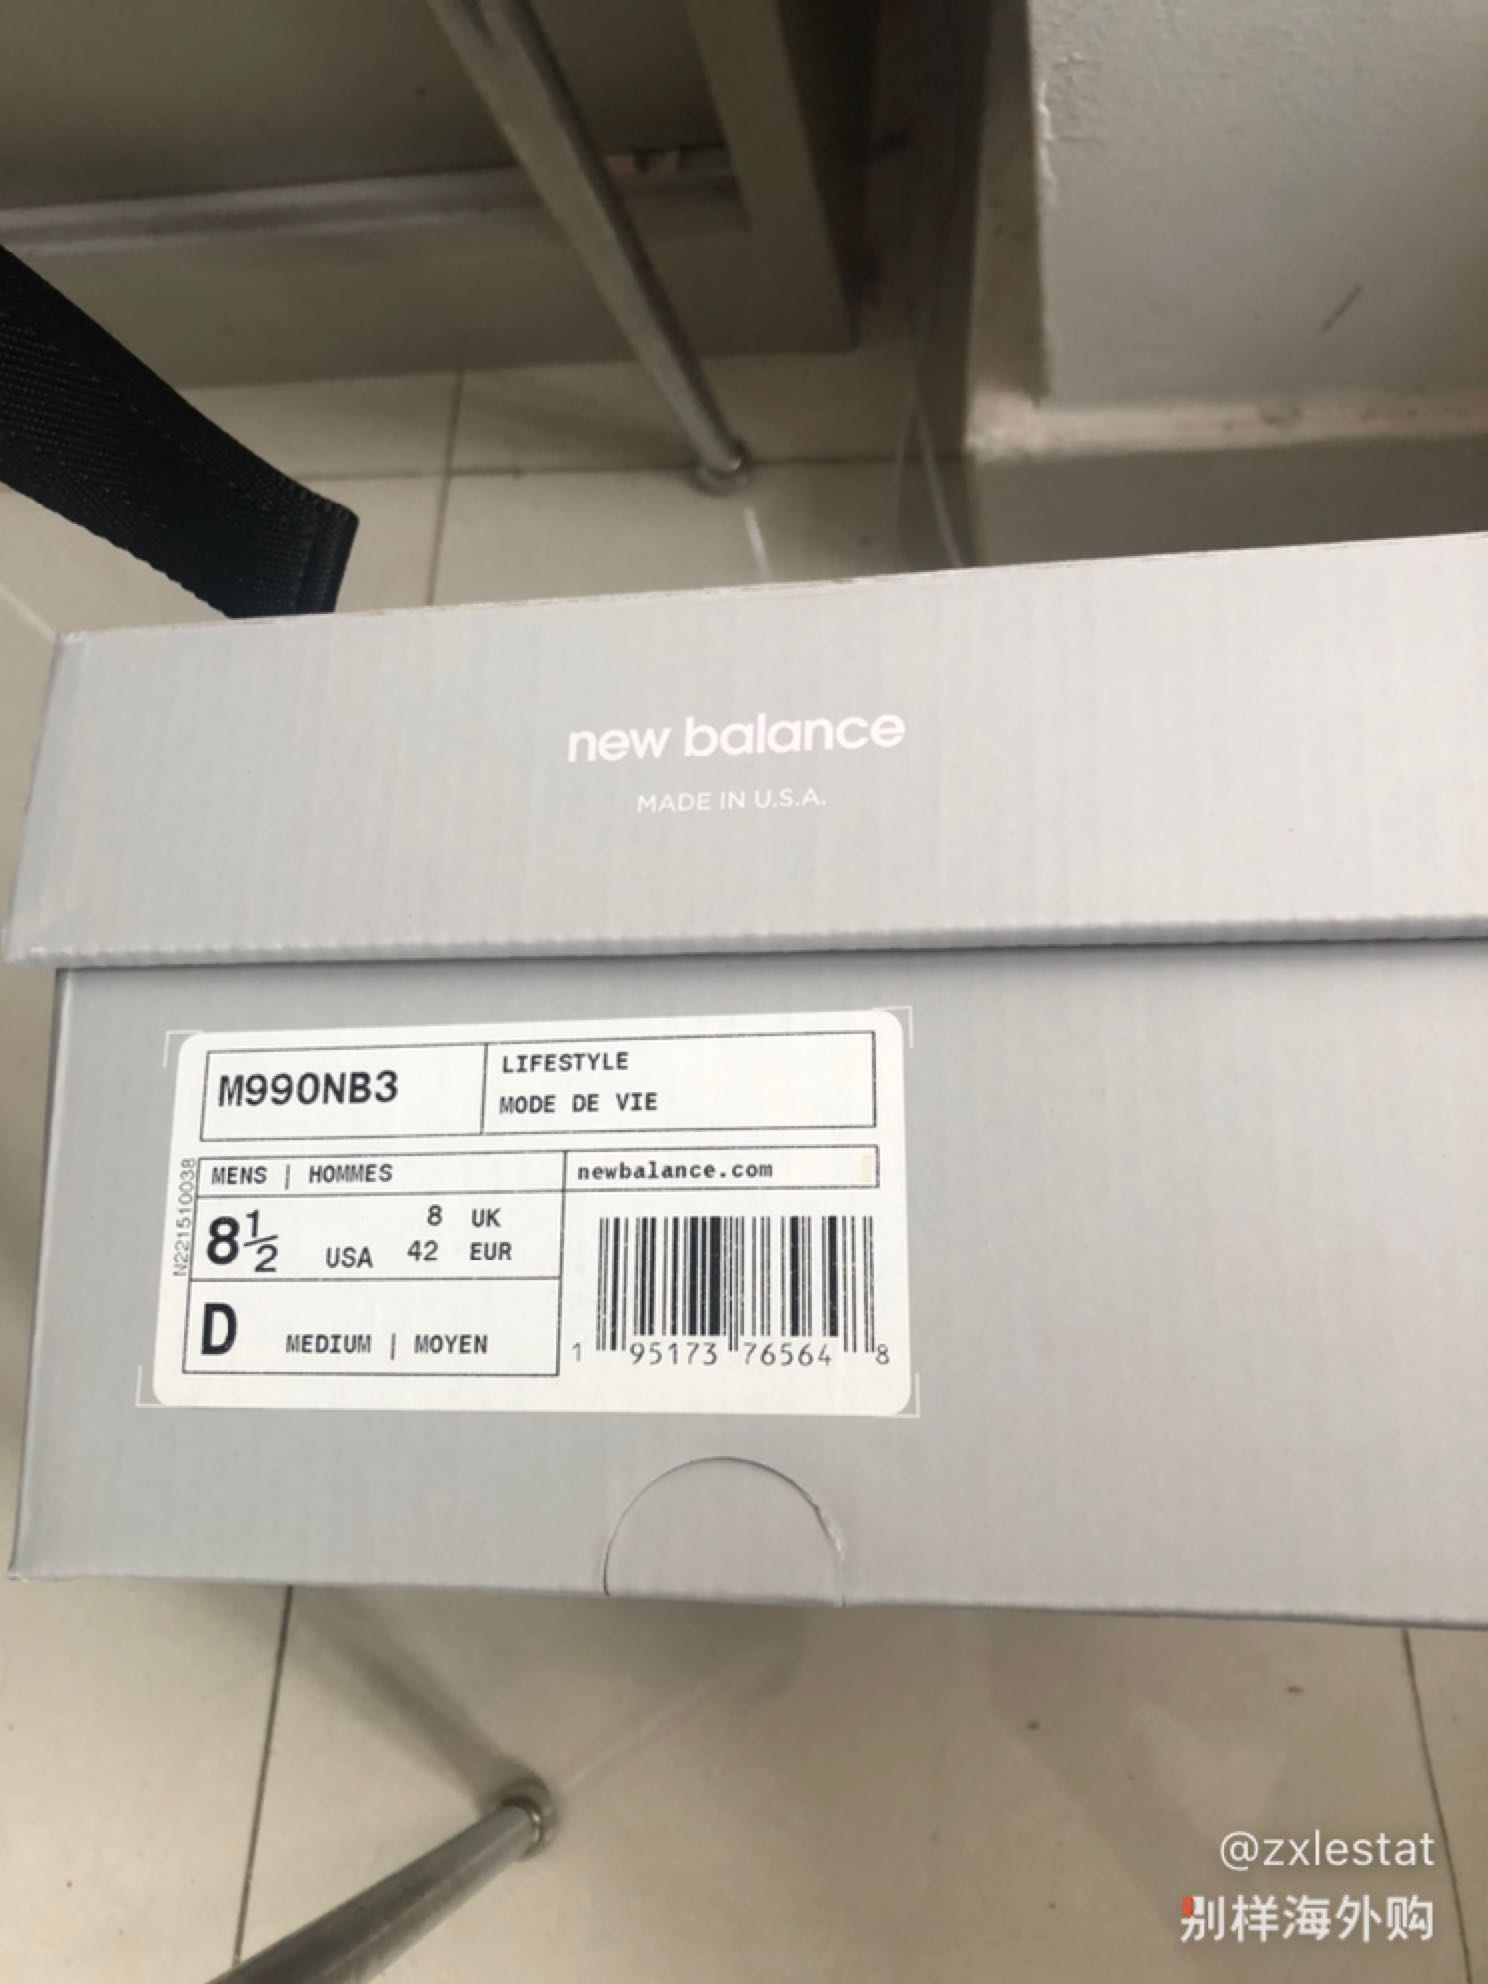 new balance
MADE IN U.S.A.
M990NB3
LIFESTYLE
MODE DE VIE
N221510038
MENS | HOMMES
newbalance.com
8½ USA
8 UK
42 EUR
D MEDIUM | MOYEN
1 95173 76564 8
@zxlestat
别样海外购